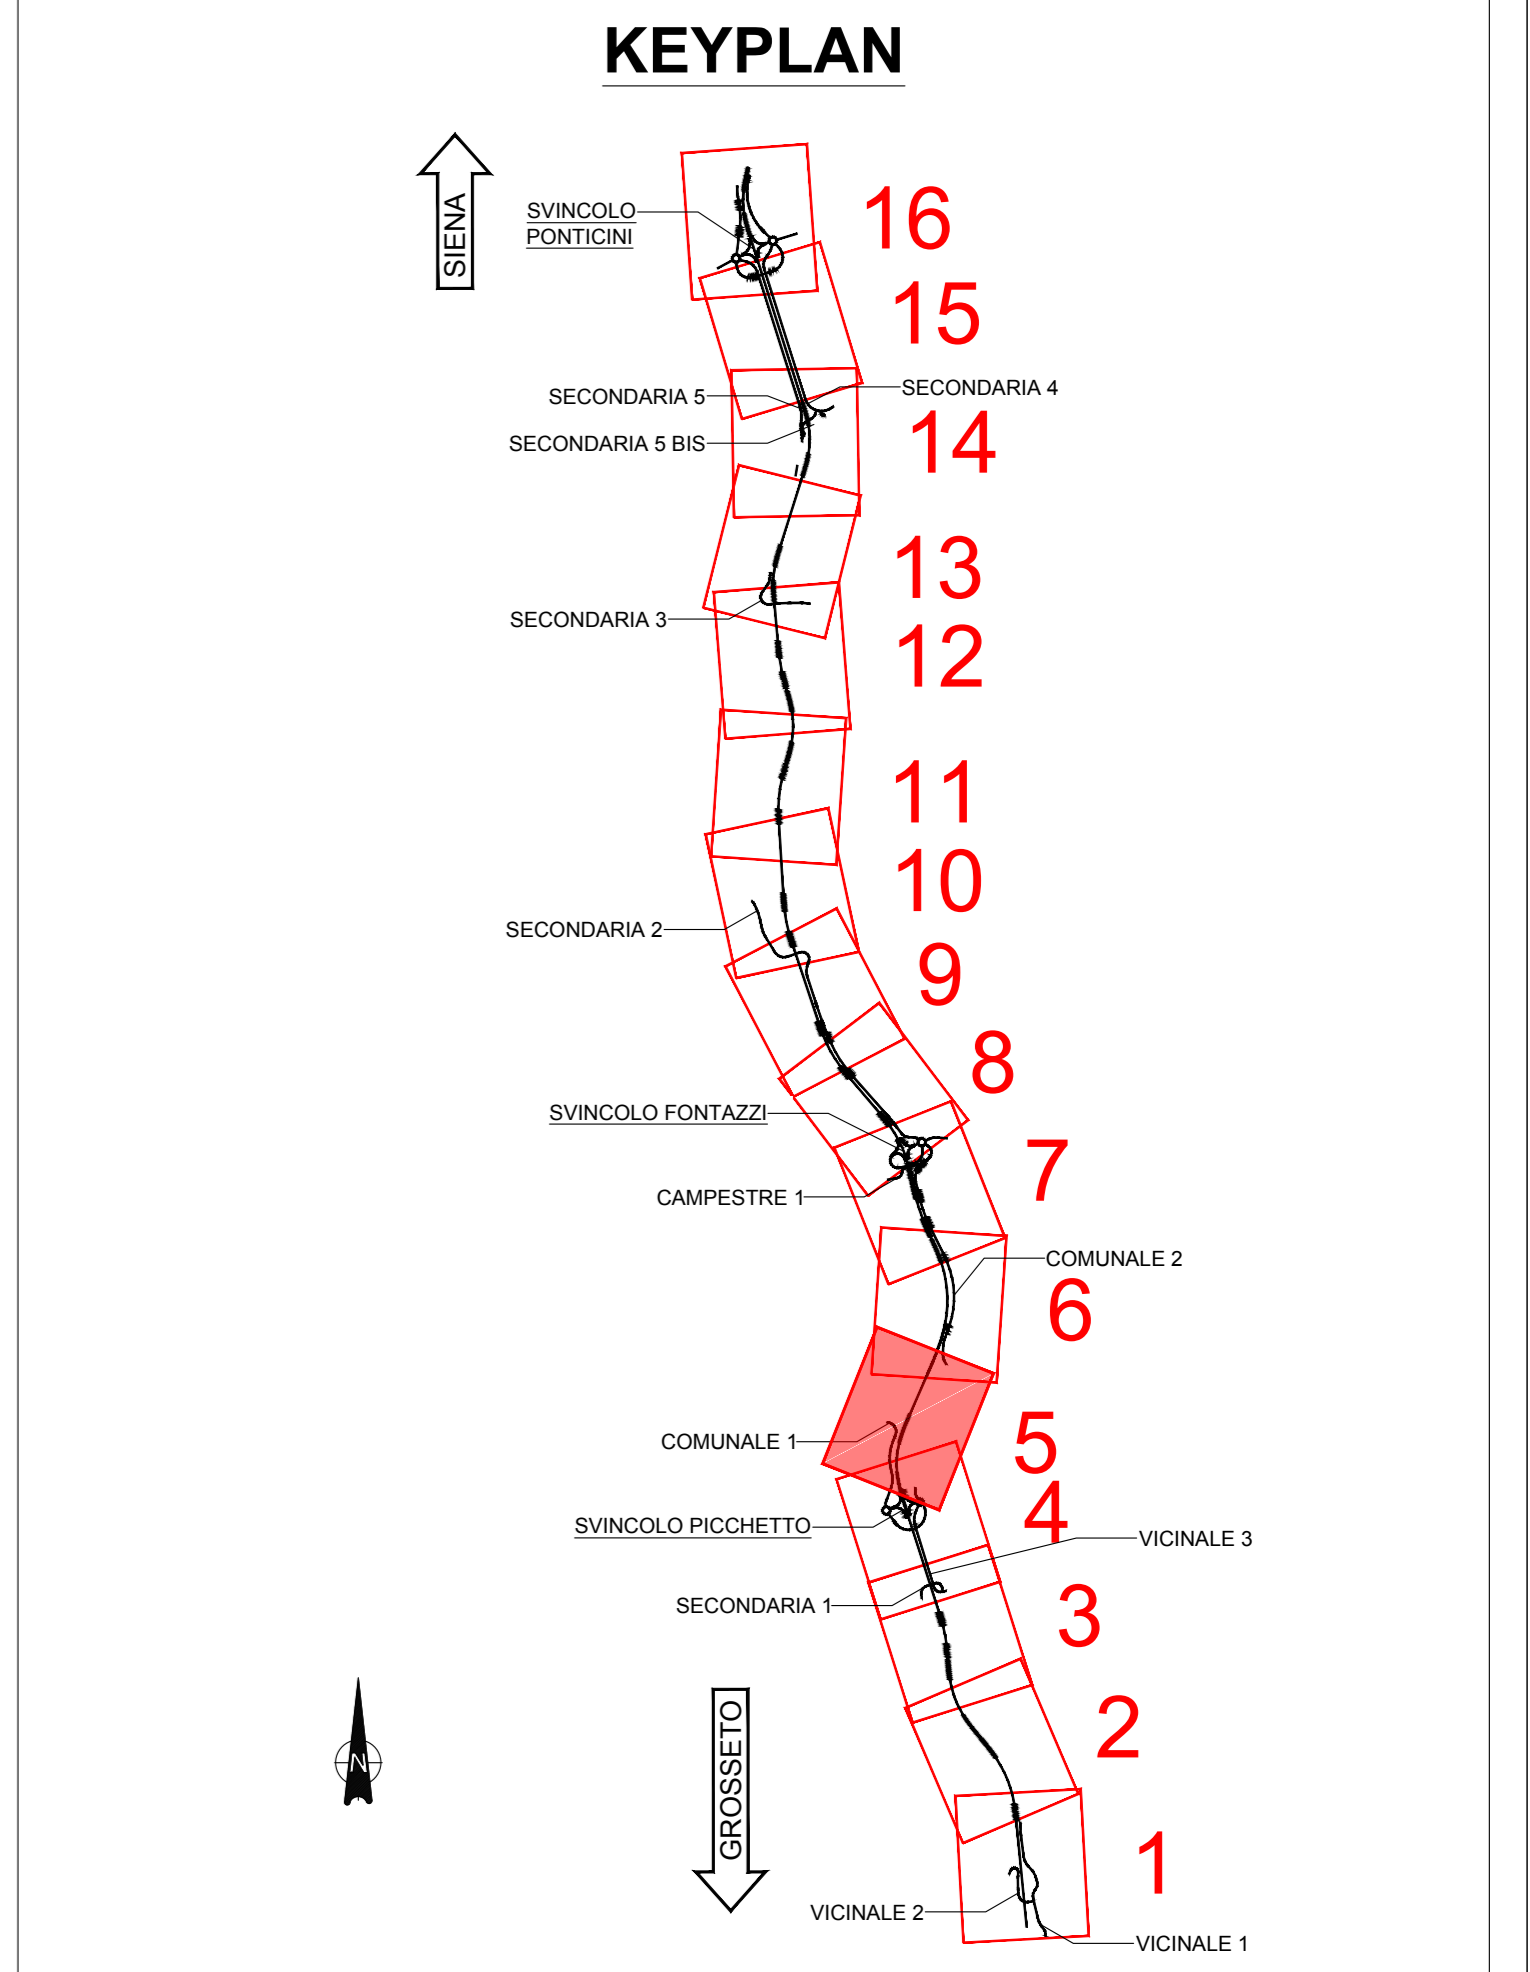 KEYPLAN
SIENA
SVINCOLO
PONTICINI
16
15
SECONDARIA 5
SECONDARIA 4
SECONDARIA 5 BIS
14
13
SECONDARIA 3
12
11
10
SECONDARIA 2
9
8
SVINCOLO FONTAZZI
7
CAMPESTRE 1
COMUNALE 2
6
COMUNALE 1
5
4
SVINCOLO PICCHETTO
VICINALE 3
SECONDARIA 1
3
2
N
GROSSETO
1
VICINALE 2
VICINALE 1